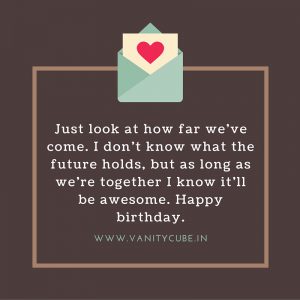 Just look at how far we've
come. I don't know what the
future holds, but as long as
we're together I know it'll
be awesome. Happy
birthday.
WWW.VANITYCUBE.IN